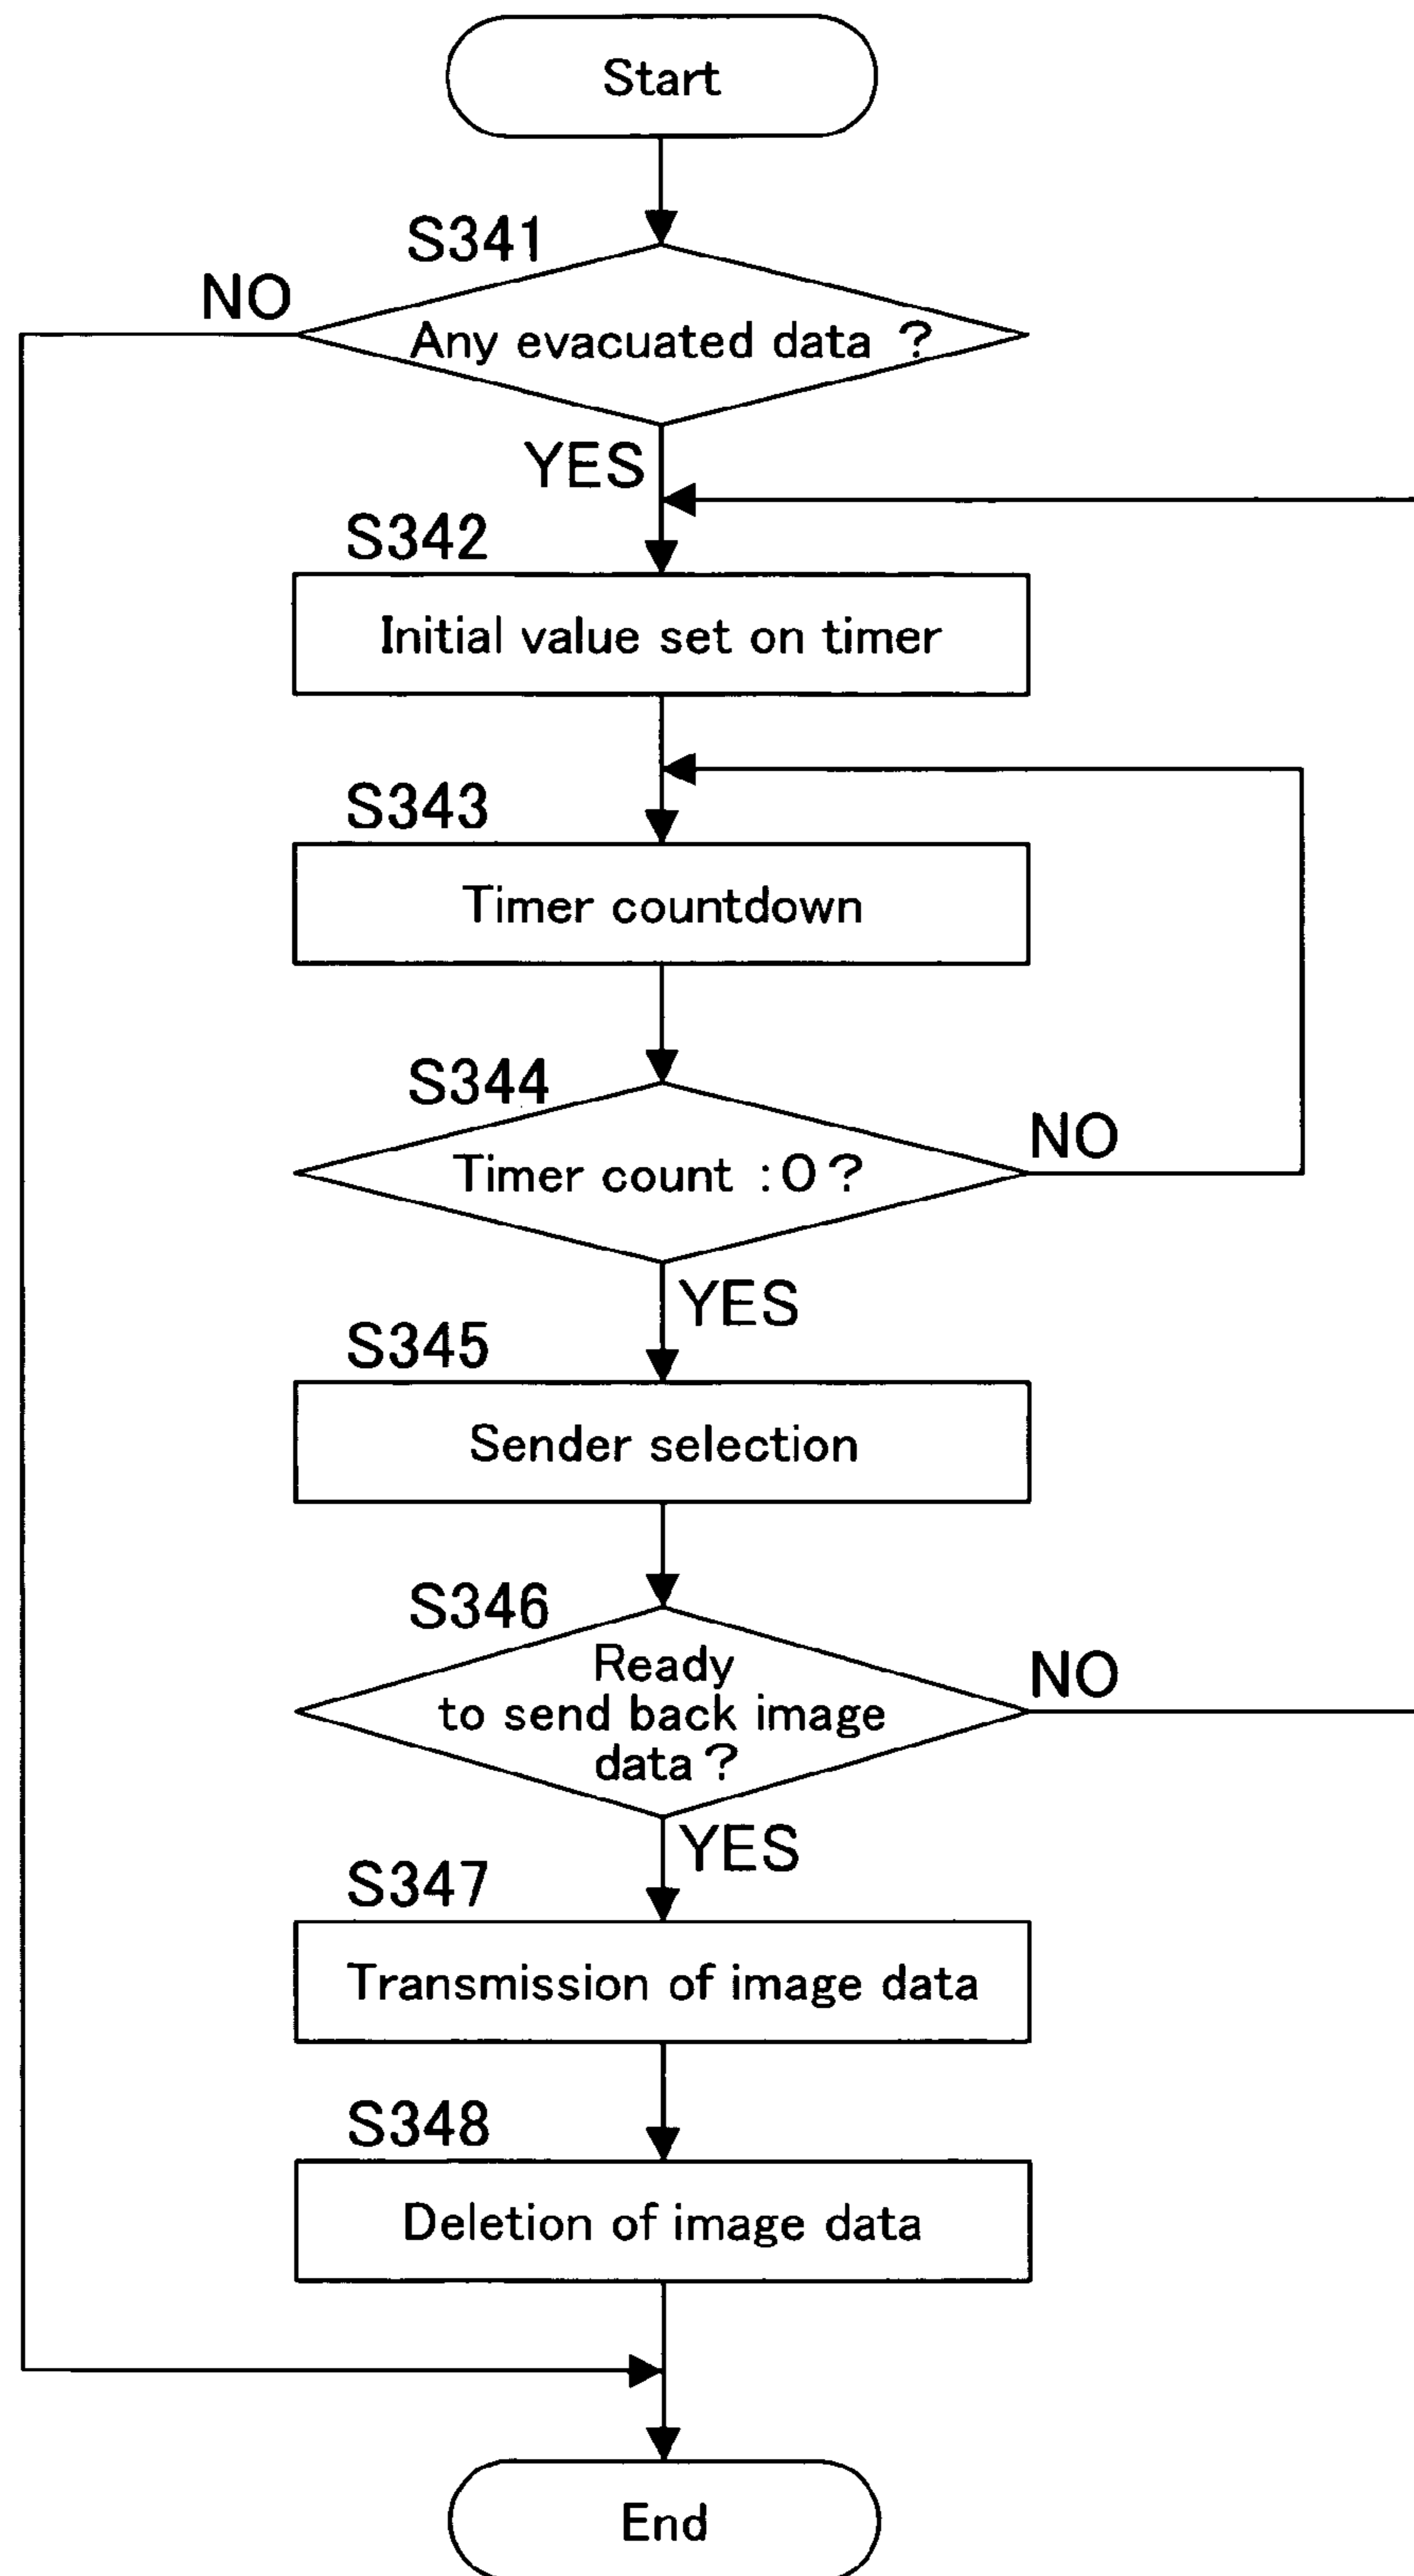 Start
S341
NO
Any evacuated data ?
YES
S342
Initial value set on timer
S343
Timer countdown
S344
NO
Timer count :0?
YES
S345
Sender selection
S346
NO
Ready
to send back image
data?
YES
S347
Transmission of image data
S348
Deletion of image data
End